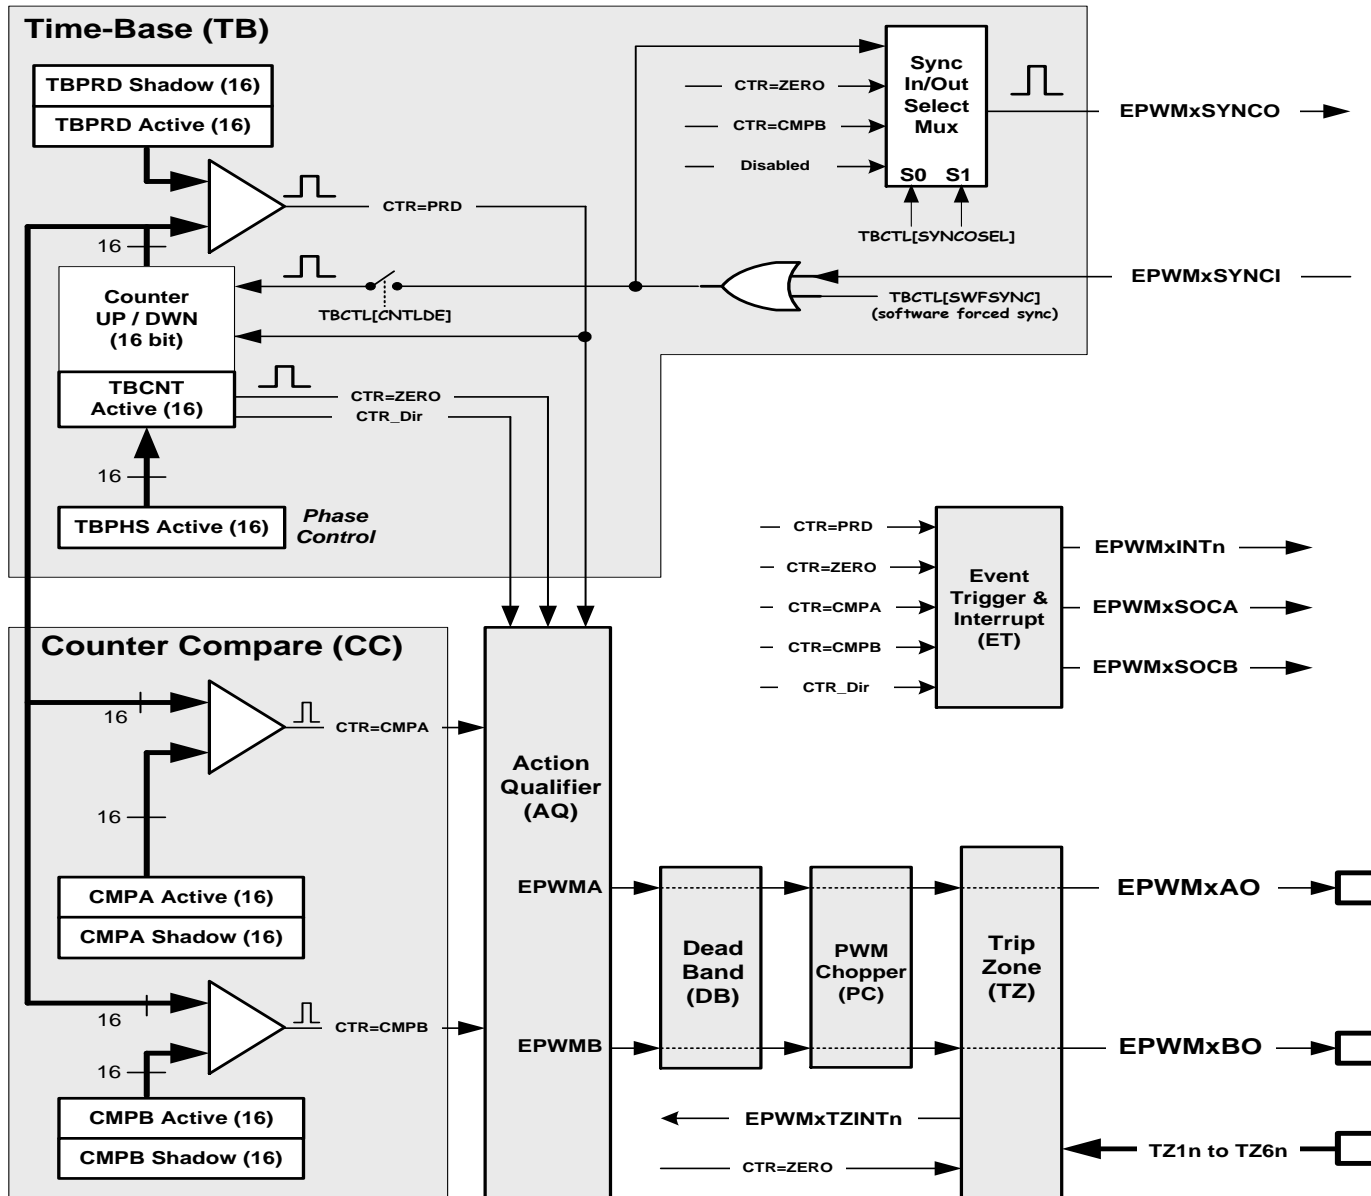 Time-Base (TB)
TBPRD Shadow (16)
TBPRD Active (16)
CTR=PRD
16
Counter
UP / DWN
(16 bit)
TBCTL[CNTLDE]
TBCNT
Active (16)
CTR=ZERO
CTR_Dir
16
TBPHS Active (16)
Phase
Control
CTR=ZERO
CTR=CMPB
Disabled
Sync
In/Out
Select
Mux
S0 S1
TBCTL[SYNCOSEL]
EPWMxSYNCO
EPWMxSYNCI
TBCTL[SWFSYNC]
(software forced sync)
CTR=PRD
CTR=ZERO
CTR=CMPA
CTR=CMPB
CTR_Dir
Event
Trigger &
Interrupt
(ET)
EPWMxINTn
EPWMxSOCA
EPWMxSOCB
Counter Compare (CC)
16
CTR=CMPA
16
CMPA Active (16)
CMPA Shadow (16)
16
CTR=CMPB
16
CMPB Active (16)
CMPB Shadow (16)
Action
Qualifier
(AQ)
EPWMA
EPWMB
Dead
Band
(DB)
PWM
Chopper
(PC)
Trip
Zone
(TZ)
EPWMxAO
EPWMxBO
EPWMxTZINTn
TZ1n to TZ6n
CTR=ZERO